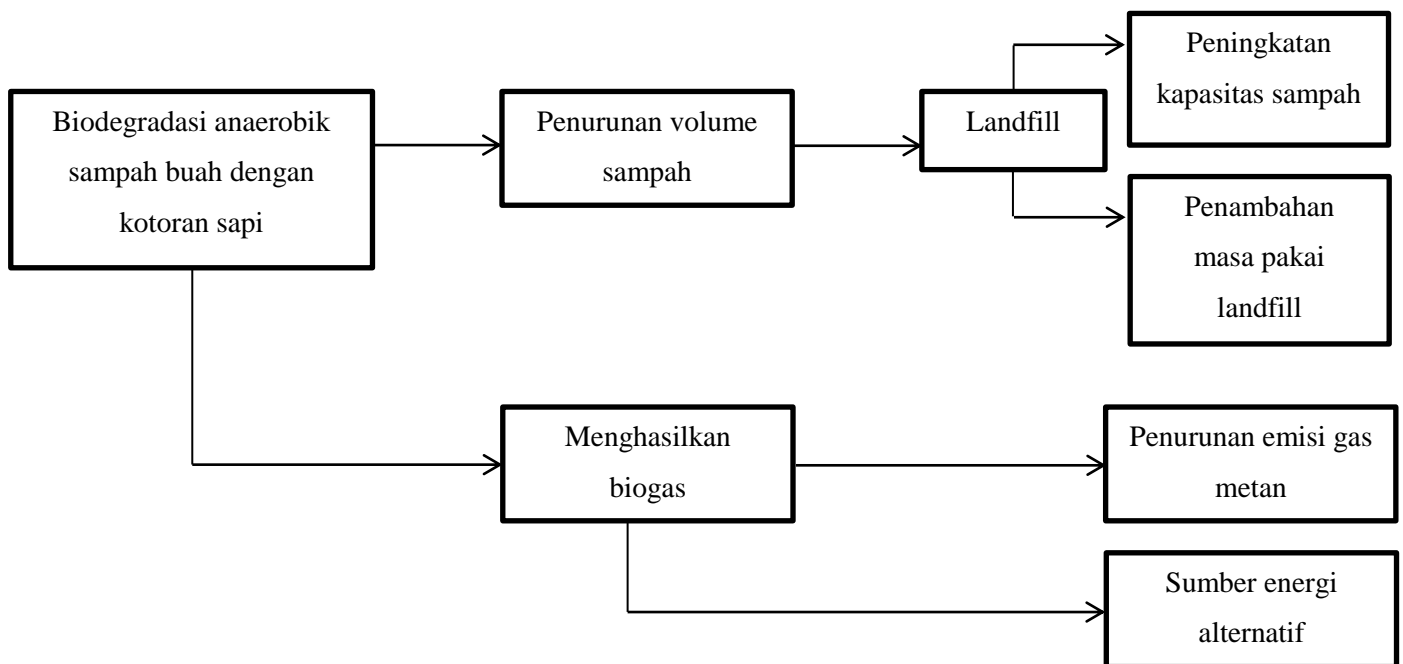 Biodegradasi anaerobik
sampah buah dengan
kotoran sapi
Penurunan volume
sampah
Landfill
Peningkatan
kapasitas sampah
Penambahan
masa pakai
landfill
Menghasilkan
biogas
Penurunan emisi gas
metan
Sumber energi
alternatif